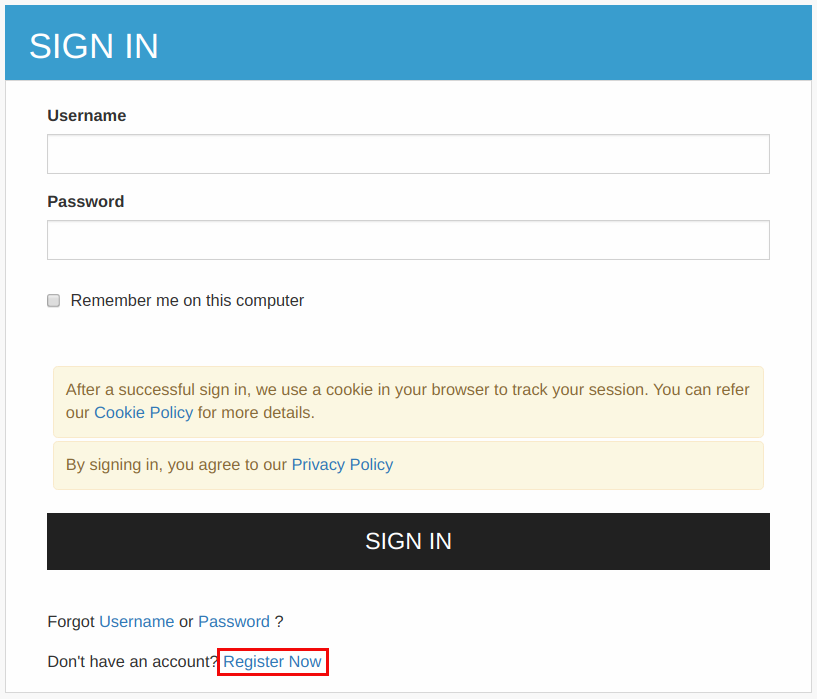 SIGN IN
Username
Password
Remember me on this computer
After a successful sign in, we use a cookie in your browser to track your session. You can refer
our Cookie Policy for more details.
By signing in, you agree to our Privacy Policy
SIGN IN
Forgot Username or Password ?
Don't have an account? Register Now